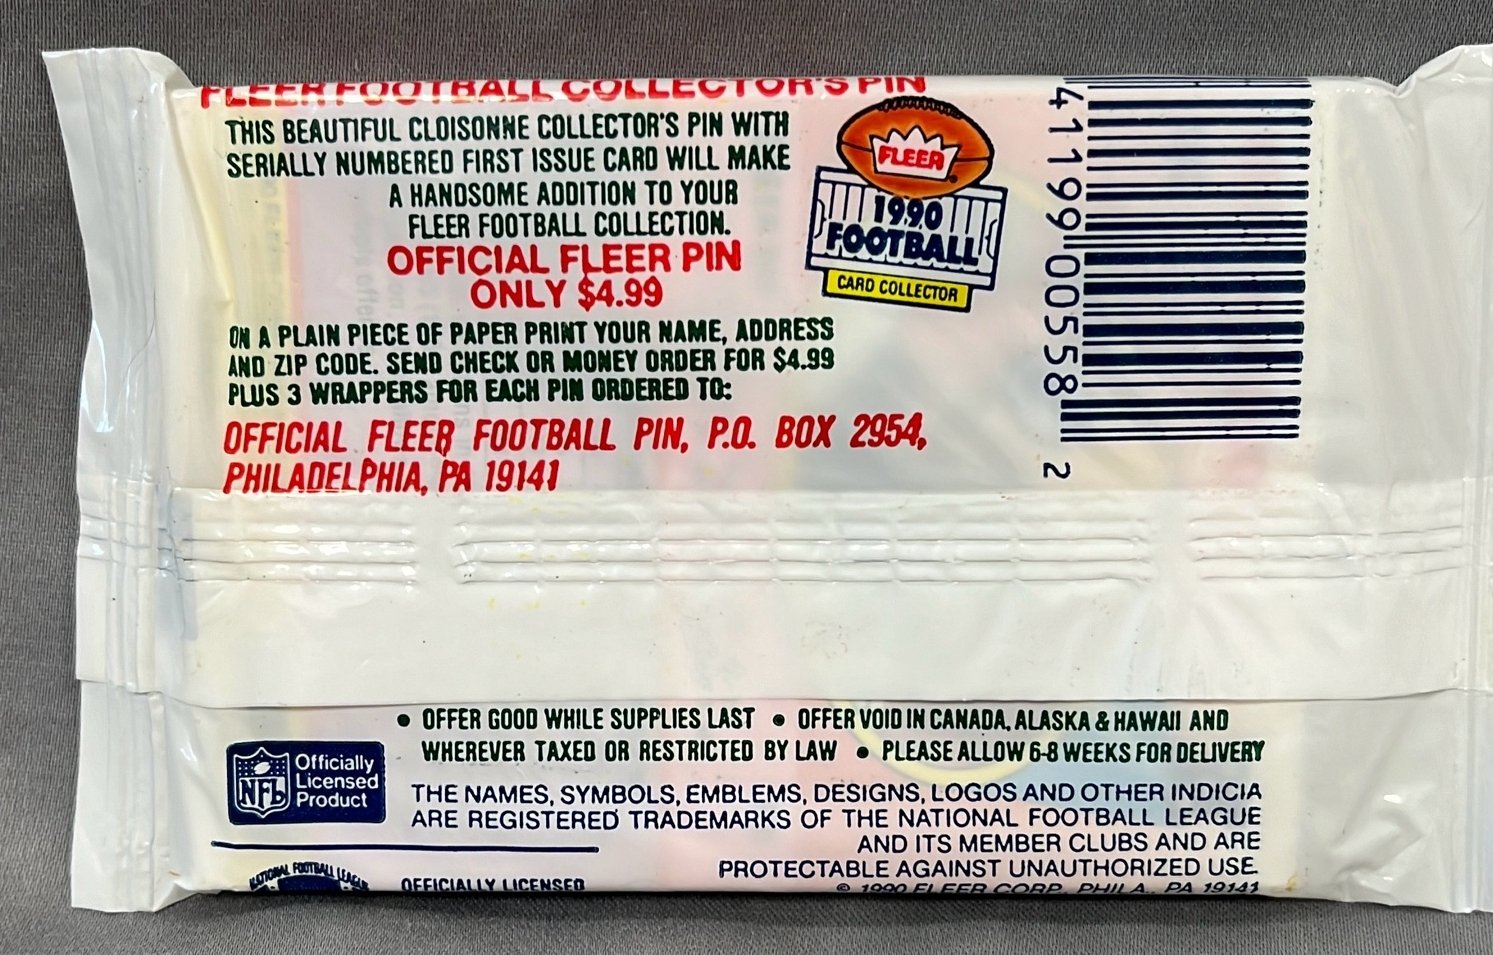 FLEER FOOTBALL COLLECTOR'S PIN
THIS BEAUTIFUL CLOISONNE COLLECTOR'S PIN WITH
SERIALLY NUMBERED FIRST ISSUE CARD WILL MAKE
A HANDSOME ADDITION TO YOUR
FLEER FOOTBALL COLLECTION.
OFFICIAL FLEER PIN
ONLY $4.99
ON A PLAIN PIECE OF PAPER PRINT YOUR NAME, ADDRESS
AND ZIP CODE. SEND CHECK OR MONEY ORDER FOR $4.99
PLUS 3 WRAPPERS FOR EACH PIN ORDERED TO:
OFFICIAL FLEER FOOTBALL PIN, P.O. BOX 2954,
PHILADELPHIA, PA 19141
FLEER
1990
FOOTBALL
CARD COLLECTOR
4 11990 05580 2
• OFFER GOOD WHILE SUPPLIES LAST • OFFER VOID IN CANADA, ALASKA & HAWAII AND
WHEREVER TAXED OR RESTRICTED BY LAW • PLEASE ALLOW 6-8 WEEKS FOR DELIVERY
NFL
Officially
Licensed
Product
THE NAMES, SYMBOLS, EMBLEMS, DESIGNS, LOGOS AND OTHER INDICIA
ARE REGISTERED TRADEMARKS OF THE NATIONAL FOOTBALL LEAGUE
AND ITS MEMBER CLUBS AND ARE
PROTECTABLE AGAINST UNAUTHORIZED USE.
© 1990 FLEER CORP., PHILA., PA 19141
NATIONAL FOOTBALL LEAGUE
OFFICIALLY LICENSED